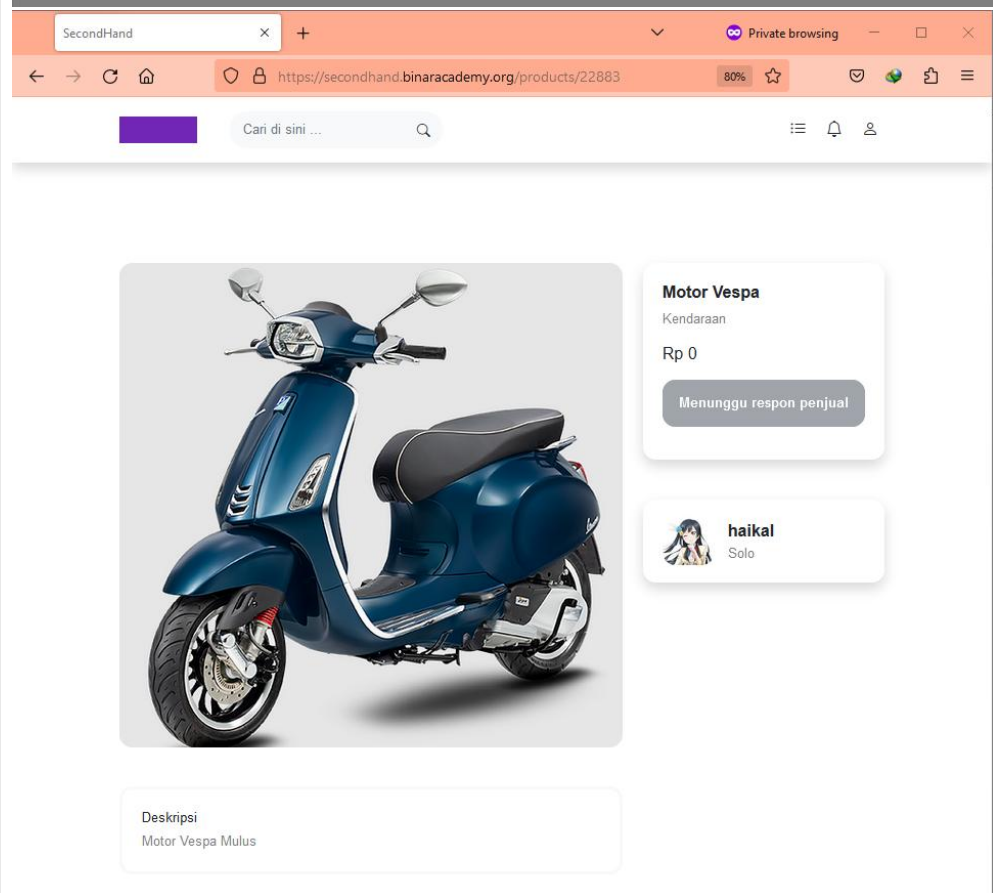 SecondHand
Private browsing
https://secondhand.binaracademy.org/products/22883
80%
Cari di sini ...
Motor Vespa
Kendaraan
Rp 0
Menunggu respon penjual
haikal
Solo
Deskripsi
Motor Vespa Mulus